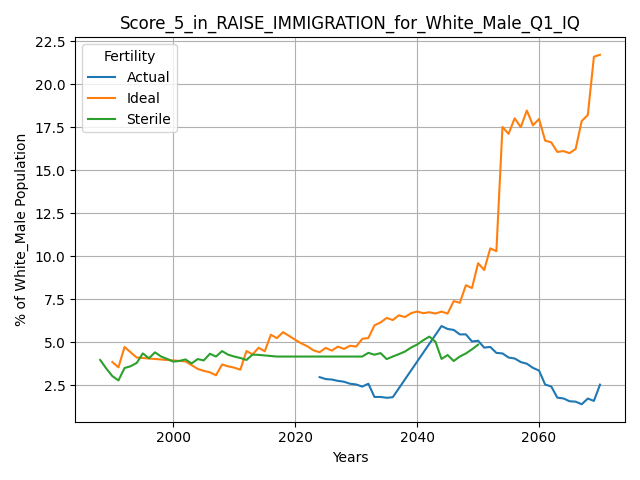 Score_5_in_RAISE_IMMIGRATION_for_White_Male_Q1_IQ
Fertility
Actual
Ideal
Sterile
% of White_Male Population
22.5
20.0
17.5
15.0
12.5
10.0
7.5
5.0
2.5
2000
2020
2040
2060
Years